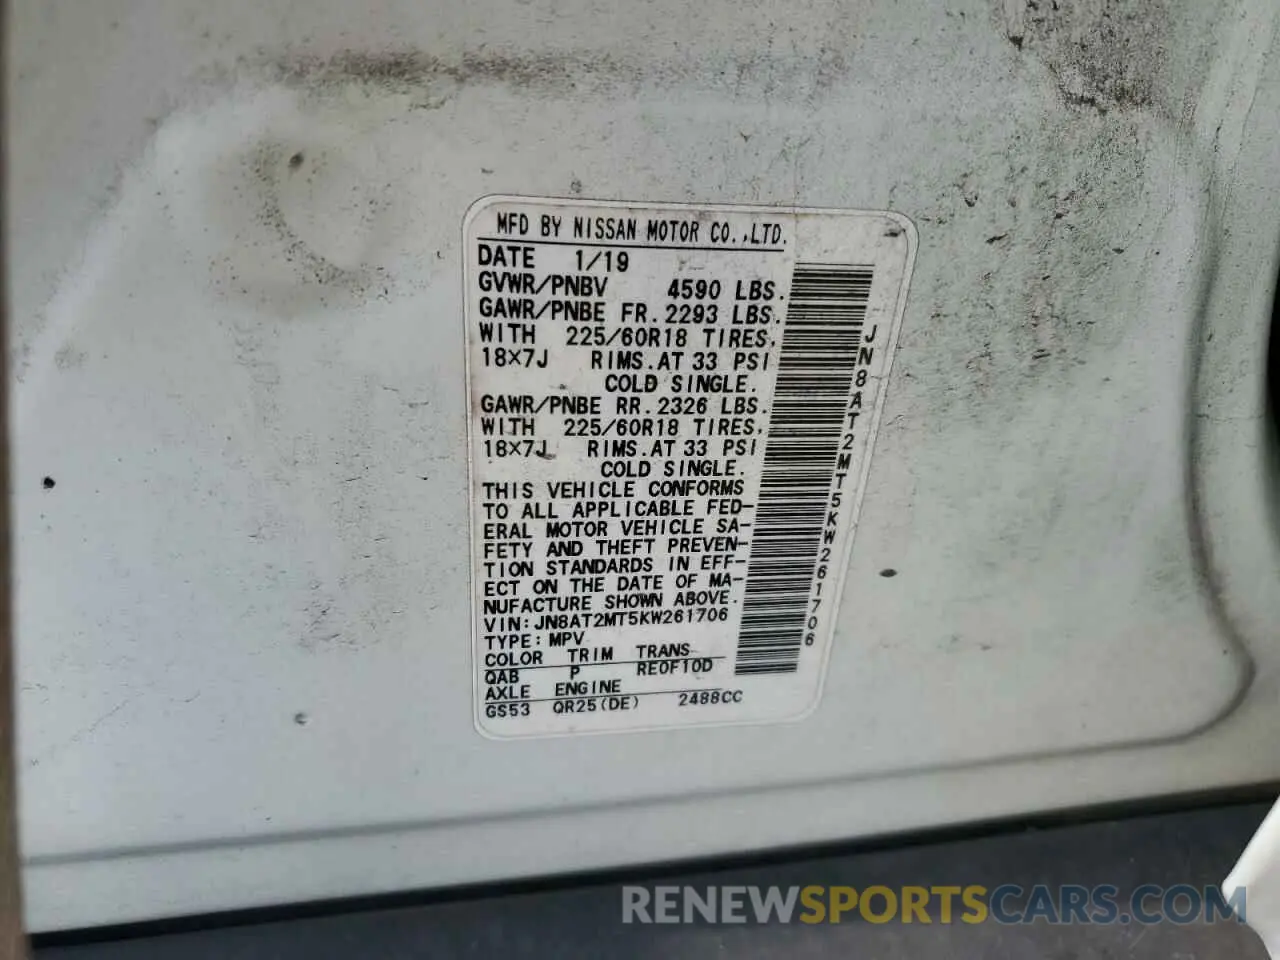 MFD BY NISSAN MOTOR CO.,LTD.
DATE 1/19
GVWR/PNBV 4590 LBS.
GAWR/PNBE FR.2293 LBS.
WITH 225/60R18 TIRES,
18×7J RIMS.AT 33 PSI
COLD SINGLE.
GAWR/PNBE RR.2326 LBS.
WITH 225/60R18 TIRES,
18×7J RIMS.AT 33 PSI
COLD SINGLE.
THIS VEHICLE CONFORMS
TO ALL APPLICABLE FED-
ERAL MOTOR VEHICLE SA-
FETY AND THEFT PREVEN-
TION STANDARDS IN EFF-
ECT ON THE DATE OF MA-
NUFACTURE SHOWN ABOVE.
VIN:JN8AT2MT5KW261706
TYPE:MPV
COLOR TRIM TRANS
QAB P RE0F10D
AXLE ENGINE
GS53 QR25(DE) 2488CC
JN8AT2MT5KW261706
RENEWSPORTSCARS.COM